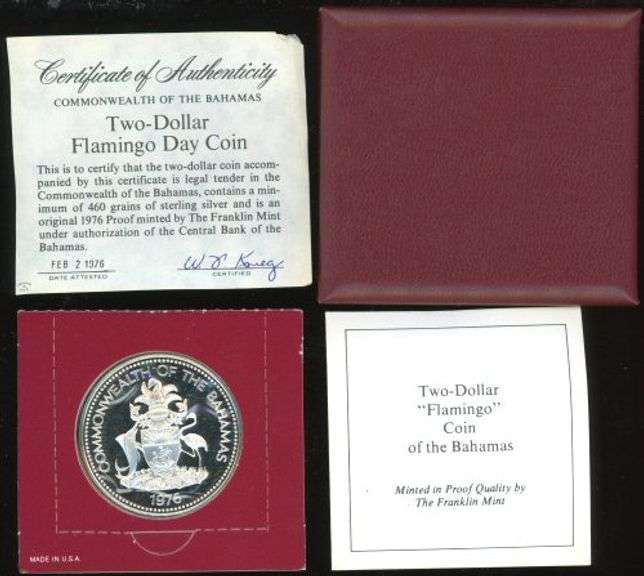 Certificate of Authenticity
COMMONWEALTH OF THE BAHAMAS
Two-Dollar
Flamingo Day Coin
This is to certify that the two-dollar coin accom-
panied by this certificate is legal tender in the
Commonwealth of the Bahamas, contains a min-
imum of 460 grains of sterling silver and is an
original 1976 Proof minted by The Franklin Mint
under authorization of the Central Bank of the
Bahamas.
FEB 2 1976
DATE ATTESTED
CERTIFIED
COMMONWEALTH OF THE BAHAMAS
1976
MADE IN U.S.A.
Two-Dollar
"Flamingo"
Coin
of the Bahamas
Minted in Proof Quality by
The Franklin Mint